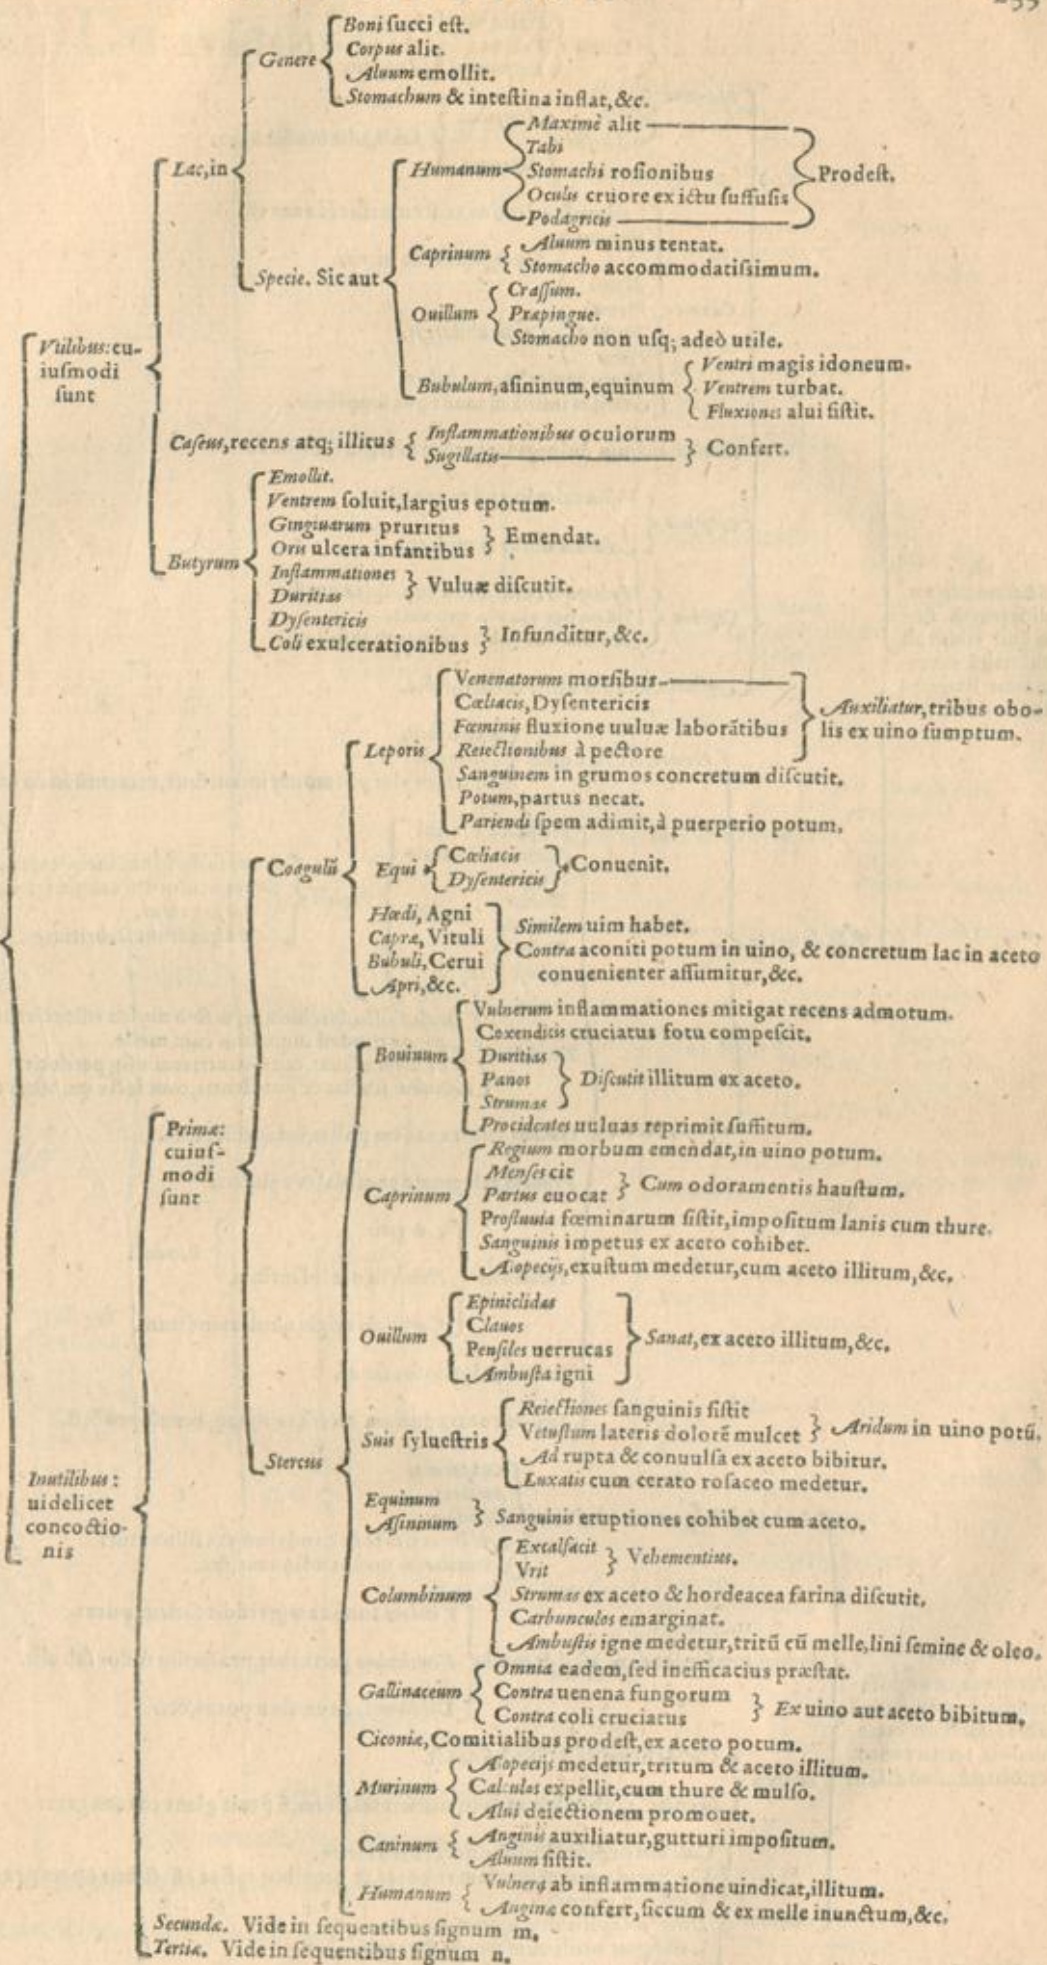 Genere
Boni ſucci eſt.
Corpus alit.
Aluum emollit.
Stomachum & inteſtina inflat, &c.
Lac, in
Humanum
Maximè alit
Tabi
Stomachi roſionibus
Oculis cruore ex ictu ſuffuſis
Podagricis
Prodeſt.
Specie. Sic aut
Caprinum
Aluum minus tentat.
Stomacho accommodatiſsimum.
Ouillum
Craſſum.
Præpingue.
Stomacho non uſq; adeò utile.
Bubulum, aſininum, equinum
Ventri magis idoneum.
Ventrem turbat.
Fluxiones alui ſiſtit.
Vtilibus: cu-
iuſmodi
ſunt
Caſeus, recens atq; illitus
Inflammationibus oculorum
Sugillatis
Confert.
Butyrum
Emollit.
Ventrem ſoluit, largius epotum.
Gingiuarum pruritus
Oris ulcera infantibus
Emendat.
Inflammationes
Duritias
Vuluæ diſcutit.
Dyſentericis
Coli exulcerationibus
Infunditur, &c.
Leporis
Venenatorum morſibus
Cœliacis, Dyſentericis
Fœminis fluxione uuluæ laborãtibus
Reiectionibus à pectore
Auxiliatur, tribus obo-
lis ex uino ſumptum.
Sanguinem in grumos concretum diſcutit.
Potum, partus necat.
Pariendi ſpem adimit, à puerperio potum.
Coagulũ
Equi
Cœliacis
Dyſentericis
Conuenit.
Hœdi, Agni
Capræ, Vituli
Bubuli, Cerui
Apri, &c.
Similem uim habet.
Contra aconiti potum in uino, & concretum lac in aceto
conuenienter aſſumitur, &c.
Bouinum
Vulnerum inflammationes mitigat recens admotum.
Coxendicis cruciatus fotu compeſcit.
Duritias
Panos
Strumas
Diſcutit illitum ex aceto.
Procidentes uuluas reprimit ſuffitum.
Primæ:
cuiuſ-
modi
ſunt
Caprinum
Regium morbum emendat, in uino potum.
Menſes cit
Partus euocat
Cum odoramentis hauſtum.
Profluuia fœminarum ſiſtit, impoſitum lanis cum thure.
Sanguinis impetus ex aceto cohibet.
Alopecijs, exuſtum medetur, cum aceto illitum, &c.
Ouillum
Epinictidas
Clauos
Penſiles uerrucas
Ambuſta igni
Sanat, ex aceto illitum, &c.
Stercus
Suis ſylueſtris
Reiectiones ſanguinis ſiſtit
Vetuſtum lateris dolorẽ mulcet
Aridum in uino potũ.
Ad rupta & conuulſa ex aceto bibitur.
Luxatis cum cerato roſaceo medetur.
Inutilibus:
uidelicet
concoctio-
nis
Equinum
Aſininum
Sanguinis eruptiones cohibet cum aceto.
Columbinum
Excalfacit
Vrit
Vehementius.
Strumas ex aceto & hordeacea farina diſcutit.
Carbunculos emarginat.
Ambuſtis igne medetur, tritũ cũ melle, lini ſemine & oleo.
Gallinaceum
Omnia eadem, ſed inefficacius præſtat.
Contra uenena fungorum
Contra coli cruciatus
Ex uino aut aceto bibitum.
Ciconiæ, Comitialibus prodeſt, ex aceto potum.
Murinum
Alopecijs medetur, tritum & aceto illitum.
Calculos expellit, cum thure & mulſo.
Alui deiectionem promouet.
Caninum
Anginis auxiliatur, gutturi impoſitum.
Aluum ſiſtit.
Humanum
Vulnera ab inflammatione uindicat, illitum.
Anginæ confert, ſiccum & ex melle inunctum, &c.
Secundæ. Vide in ſequentibus ſignum m.
Tertiæ. Vide in ſequentibus ſignum n.